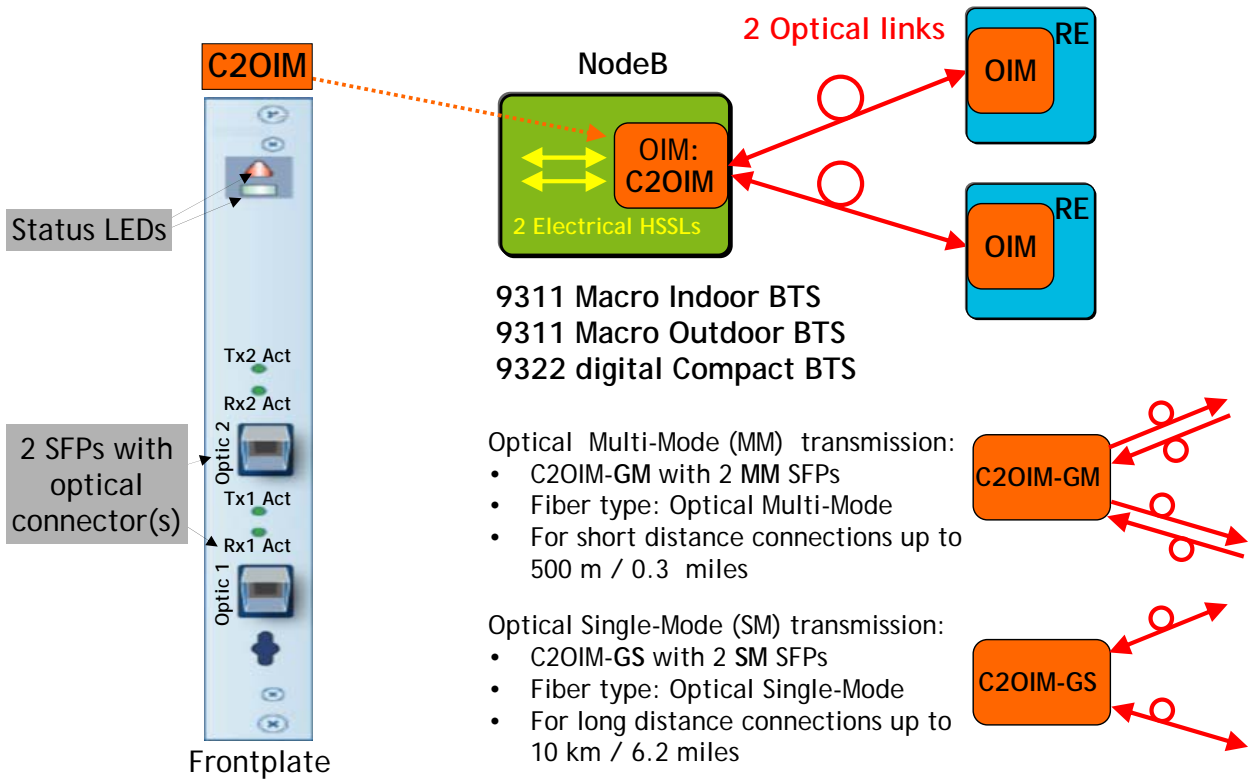 C2OIM
Status LEDs
Tx2 Act
Rx2 Act
Optic 2
2 SFPs with
optical
connector(s)
Tx1 Act
Rx1 Act
Optic 1
Frontplate
2 Optical links
NodeB
OIM:
C2OIM
2 Electrical HSSLs
RE
OIM
RE
OIM
9311 Macro Indoor BTS
9311 Macro Outdoor BTS
9322 digital Compact BTS
Optical Multi-Mode (MM) transmission:
• C2OIM-GM with 2 MM SFPs
• Fiber type: Optical Multi-Mode
• For short distance connections up to
500 m / 0.3 miles
C2OIM-GM
Optical Single-Mode (SM) transmission:
• C2OIM-GS with 2 SM SFPs
• Fiber type: Optical Single-Mode
• For long distance connections up to
10 km / 6.2 miles
C2OIM-GS